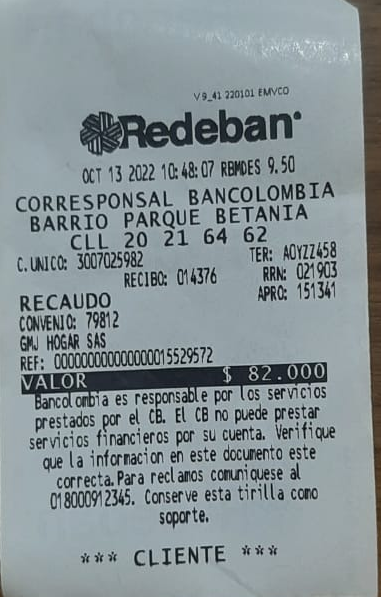 V9_41 220101 EMVCO
Redeban
OCT 13 2022 10:48:07 RBMDES 9.50
CORRESPONSAL BANCOLOMBIA
BARRIO PARQUE BETANIA
CLL 20 21 64 62
C.UNICO: 3007025982 TER: AOYZZ458
RECIBO: 014376 RRN: 021903
RECAUDO APRO: 151341
CONVENIO: 79812
GMJ HOGAR SAS
REF: 000000000000000015529572
VALOR $ 82.000
Bancolombia es responsable por los servicios
prestados por el CB. El CB no puede prestar
servicios financieros por su cuenta. Verifique
que la informacion en este documento este
correcta.Para reclamos comuniquese al
018000912345. Conserve esta tirilla como
soporte.
*** CLIENTE ***